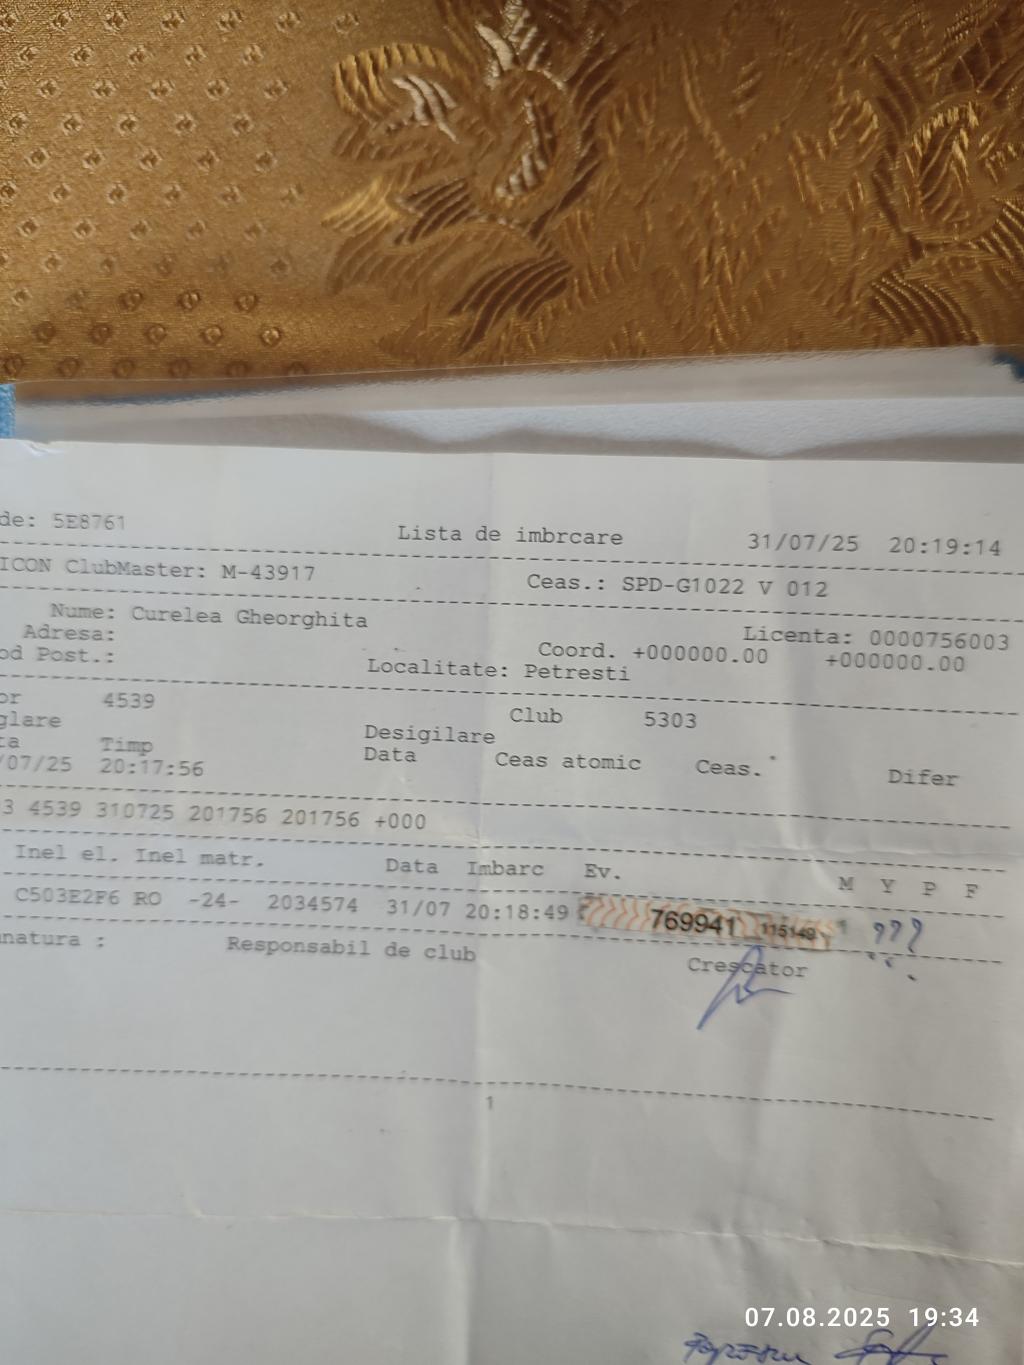 de: 5E8761 Lista de imbrcare 31/07/25 20:19:14
ICON ClubMaster: M-43917 Ceas.: SPD-G1022 V 012
Nume: Curelea Gheorghita Licenta: 0000756003
Adresa: Coord. +000000.00 +000000.00
od Post.: Localitate: Petresti
or 4539 Club 5303
glare Desigilare
ta Timp Data Ceas atomic Ceas. Difer
/07/25 20:17:56
3 4539 310725 201756 201756 +000
Inel el. Inel matr. Data Imbarc Ev. M Y P F
C503E2F6 RO -24- 2034574 31/07 20:18:49 769941 115149 1 ???
natura : Responsabil de club Crescator
1
07.08.2025 19:34